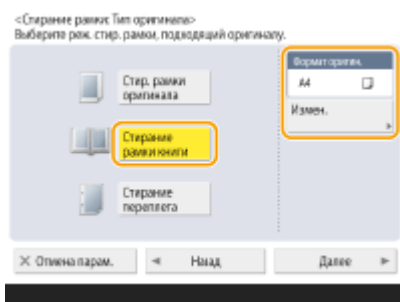 <Стирание рамки: Тип оригинала>
Выберите реж. стир. рамки, подходящий оригиналу.
Стир. рамки
оригинала
Стирание
рамки книги
Стирание
переплета
Формат оригин.
A4
Измен.
Отмена парам.
Назад
Далее